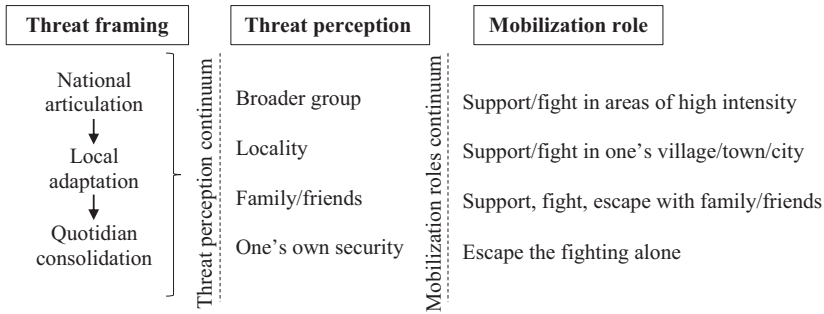 Threat framing
Threat perception
Mobilization role
National
articulation
Local
adaptation
Quotidian
consolidation
Threat perception continuum
Broader group
Locality
Family/friends
One's own security
Mobilization roles continuum
Support/fight in areas of high intensity
Support/fight in one's village/town/city
Support, fight, escape with family/friends
Escape the fighting alone